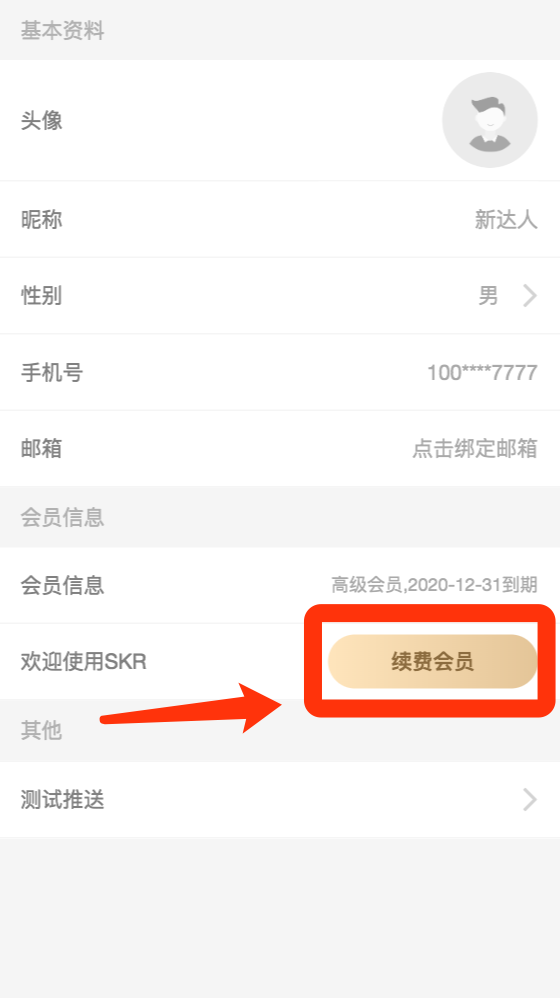 基本资料
头像
昵称 新达人
性别 男
手机号 100****7777
邮箱 点击绑定邮箱
会员信息
会员信息 高级会员,2020-12-31到期
欢迎使用SKR 续费会员
其他
测试推送